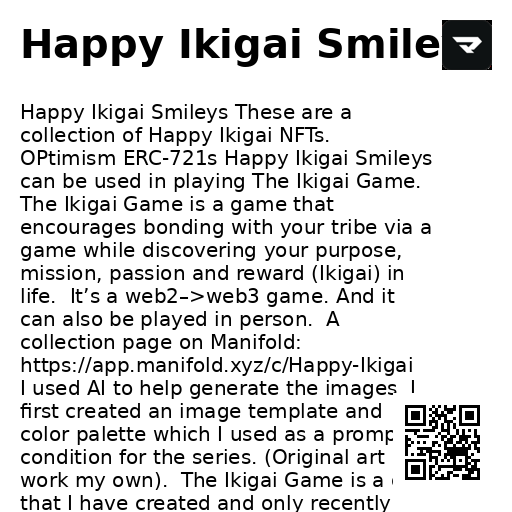 Happy Ikigai Smile
Happy Ikigai Smileys These are a
collection of Happy Ikigai NFTs.
OPtimism ERC-721s Happy Ikigai Smileys
can be used in playing The Ikigai Game.
The Ikigai Game is a game that
encourages bonding with your tribe via a
game while discovering your purpose,
mission, passion and reward (Ikigai) in
life.  It’s a web2–>web3 game. And it
can also be played in person.  A
collection page on Manifold:
https://app.manifold.xyz/c/Happy-Ikigai
I used AI to help generate the images  I
first created an image template and
color palette which I used as a promp
condition for the series. (Original art
work my own).  The Ikigai Game is a
that I have created and only recently